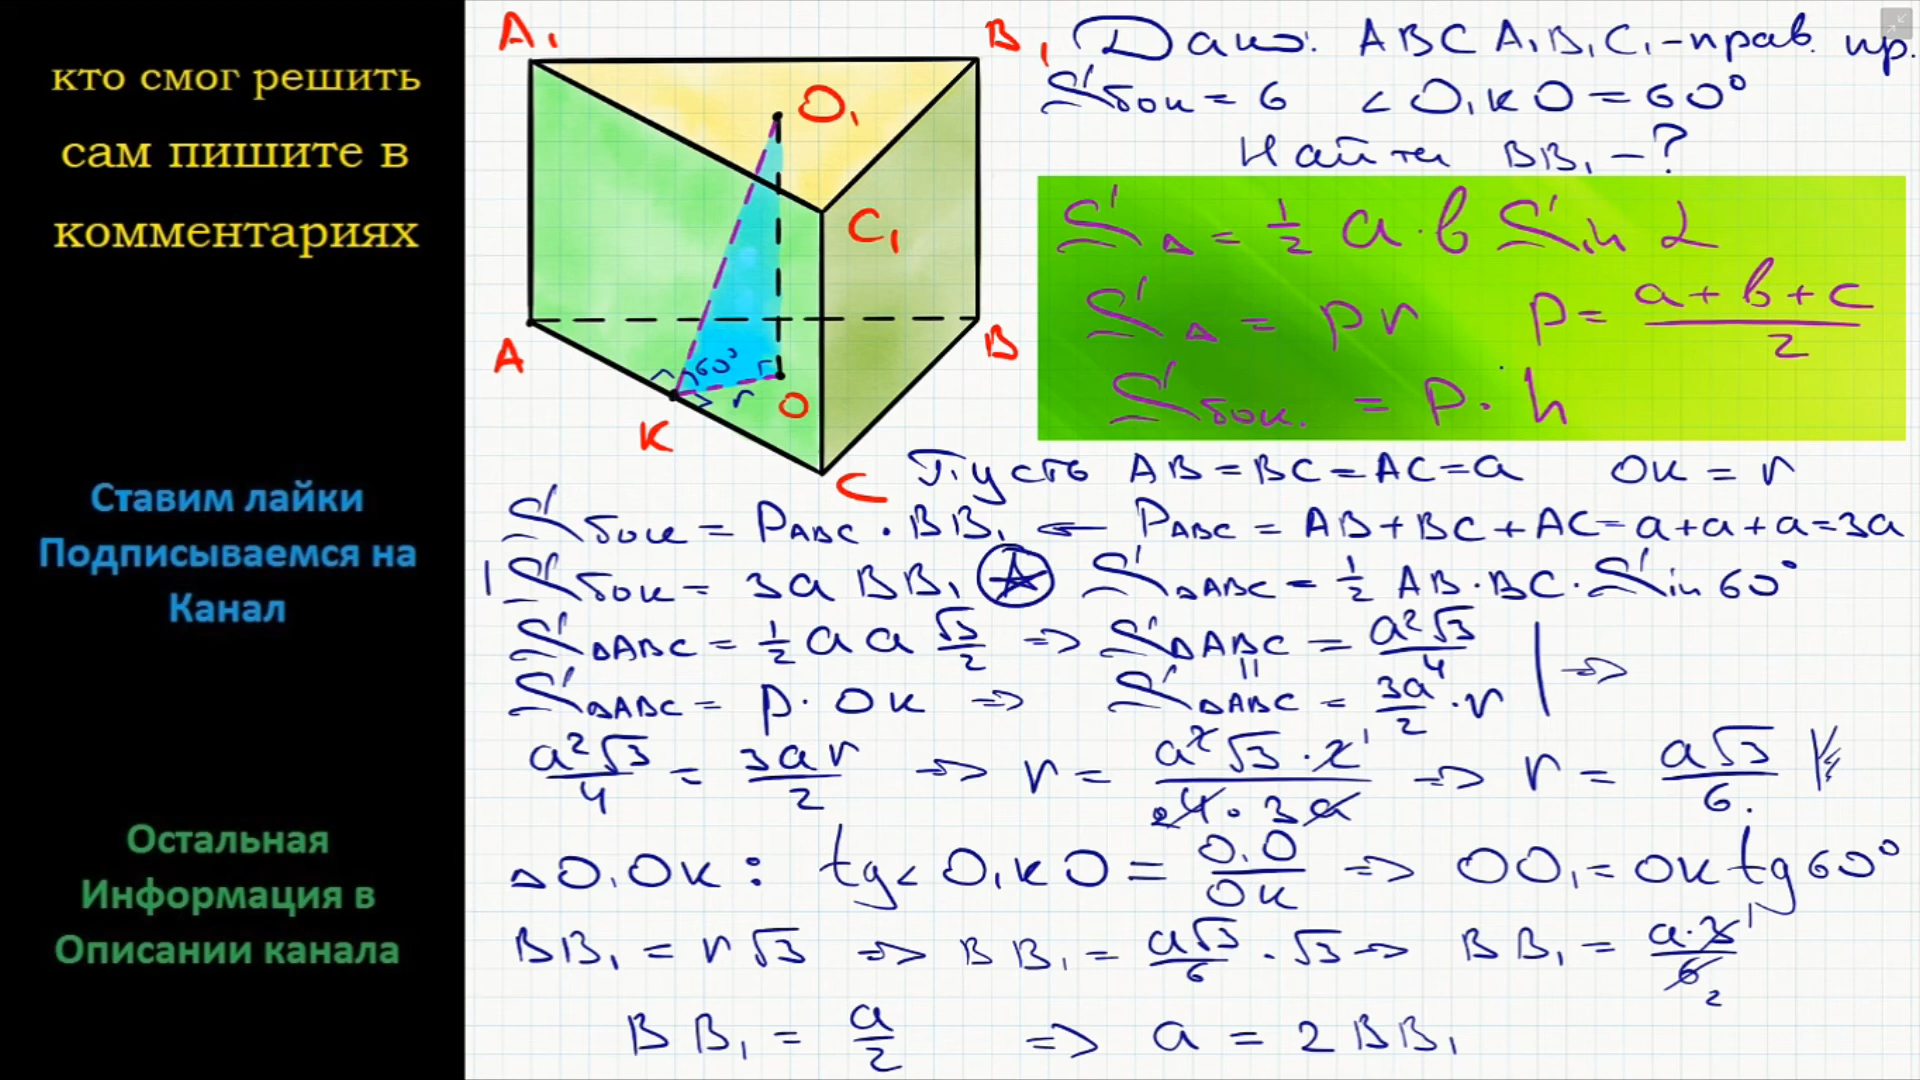 кто смог решить
сам пишите в
комментариях
Ставим лайки
Подписываемся на
Канал
Остальная
Информация в
Описании канала
A₁
B₁
O₁
C₁
A
B
60°
r
O
K
C
Дано: ABCA₁B₁C₁-прав. пр.
Sбок = 6 <O₁KO = 60°
Найти BB₁ - ?
S△ = 1/2 a·b Sin α
S△ = pr p = (a+b+c)/2
Sбок. = P·h
Пусть AB = BC = AC = a OK = r
Sбок = PABC · BB₁ ← PABC = AB + BC + AC = a+a+a = 3a
Sбок = 3a BB₁ S△ABC = 1/2 AB·BC·Sin 60°
S△ABC = 1/2 a a √3/2 => S△ABC = a²√3/4
S△ABC = p·OK => S△ABC = 3a/2 · r =>
a²√3/4 = 3ar/2 => r = a²√3·2/4·3a => r = a√3/6.
△O₁OK: tg<O₁KO = O₁O/OK => OO₁ = OK tg 60°
BB₁ = r√3 => BB₁ = a√3/6 · √3 => BB₁ = a·3/6
BB₁ = a/2 => a = 2BB₁